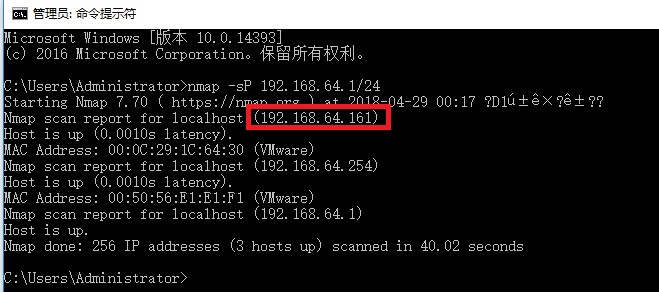 管理员: 命令提示符
Microsoft Windows [版本 10.0.14393]
(c) 2016 Microsoft Corporation。保留所有权利。
C:\Users\Administrator>nmap -sP 192.168.64.1/24
Starting Nmap 7.70 ( https://nmap.org ) at 2018-04-29 00:17 ?D1ú±ê×?ê±??
Nmap scan report for localhost (192.168.64.161)
Host is up (0.0010s latency).
MAC Address: 00:0C:29:1C:64:30 (VMware)
Nmap scan report for localhost (192.168.64.254)
Host is up (0.0010s latency).
MAC Address: 00:50:56:E1:E1:F1 (VMware)
Nmap scan report for localhost (192.168.64.1)
Host is up.
Nmap done: 256 IP addresses (3 hosts up) scanned in 40.02 seconds
C:\Users\Administrator>